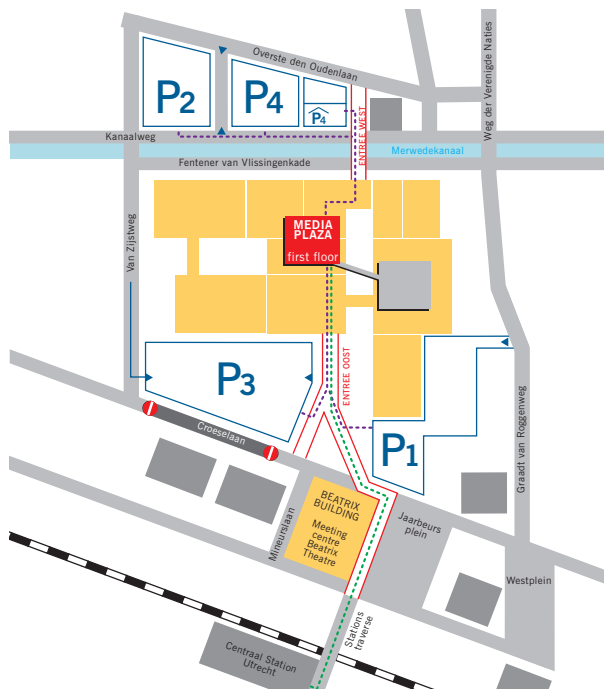 Overste den Oudenlaan
Weg der Verenigde Naties
P2
P4
P4
Kanaalweg
ENTREE WEST
Merwedekanaal
Fentener van Vlissingenkade
Van Zijstweg
MEDIA
PLAZA
first floor
ENTREE OOST
P3
P1
Graadt van Roggenweg
Croeselaan
BEATRIX
BUILDING
Meeting
centre
Beatrix
Theatre
Mineurslaan
Jaarbeurs
plein
Westplein
Stations
traverse
Centraal Station
Utrecht